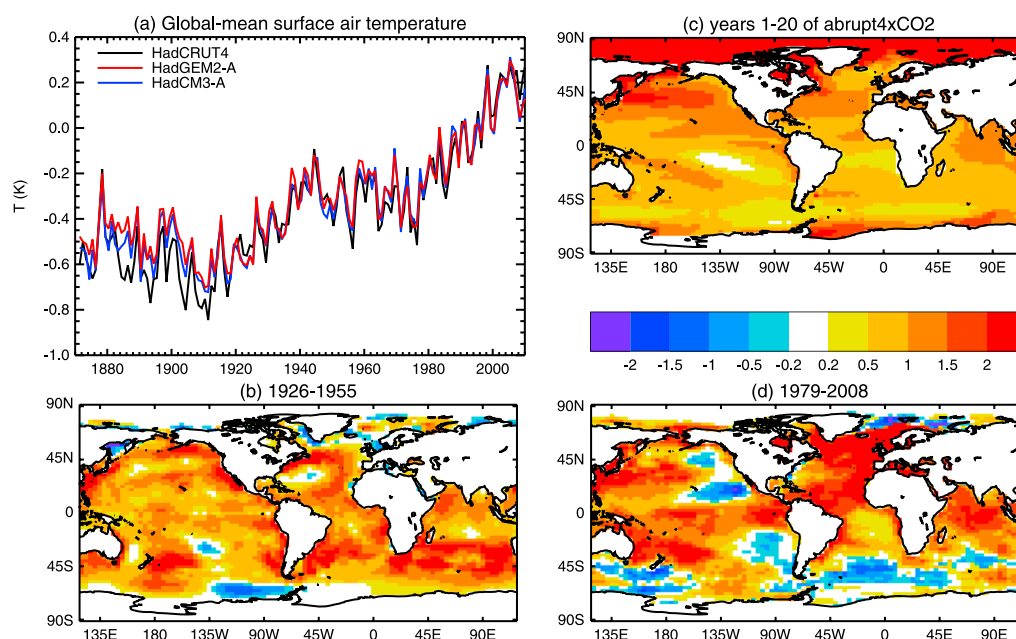 (a) Global-mean surface air temperature
0.4
0.2
0.0
-0.2
-0.4
-0.6
-0.8
-1.0
T (K)
HadCRUT4
HadGEM2-A
HadCM3-A
1880 1900 1920 1940 1960 1980 2000
(c) years 1-20 of abrupt4xCO2
90N
45N
0
45S
90S
135E 180 135W 90W 45W 0 45E 90E
-2 -1.5 -1 -0.5 -0.2 0.2 0.5 1 1.5 2
(b) 1926-1955
90N
45N
0
45S
90S
135E 180 135W 90W 45W 0 45E 90E
(d) 1979-2008
90N
45N
0
45S
90S
135E 180 135W 90W 45W 0 45E 90E